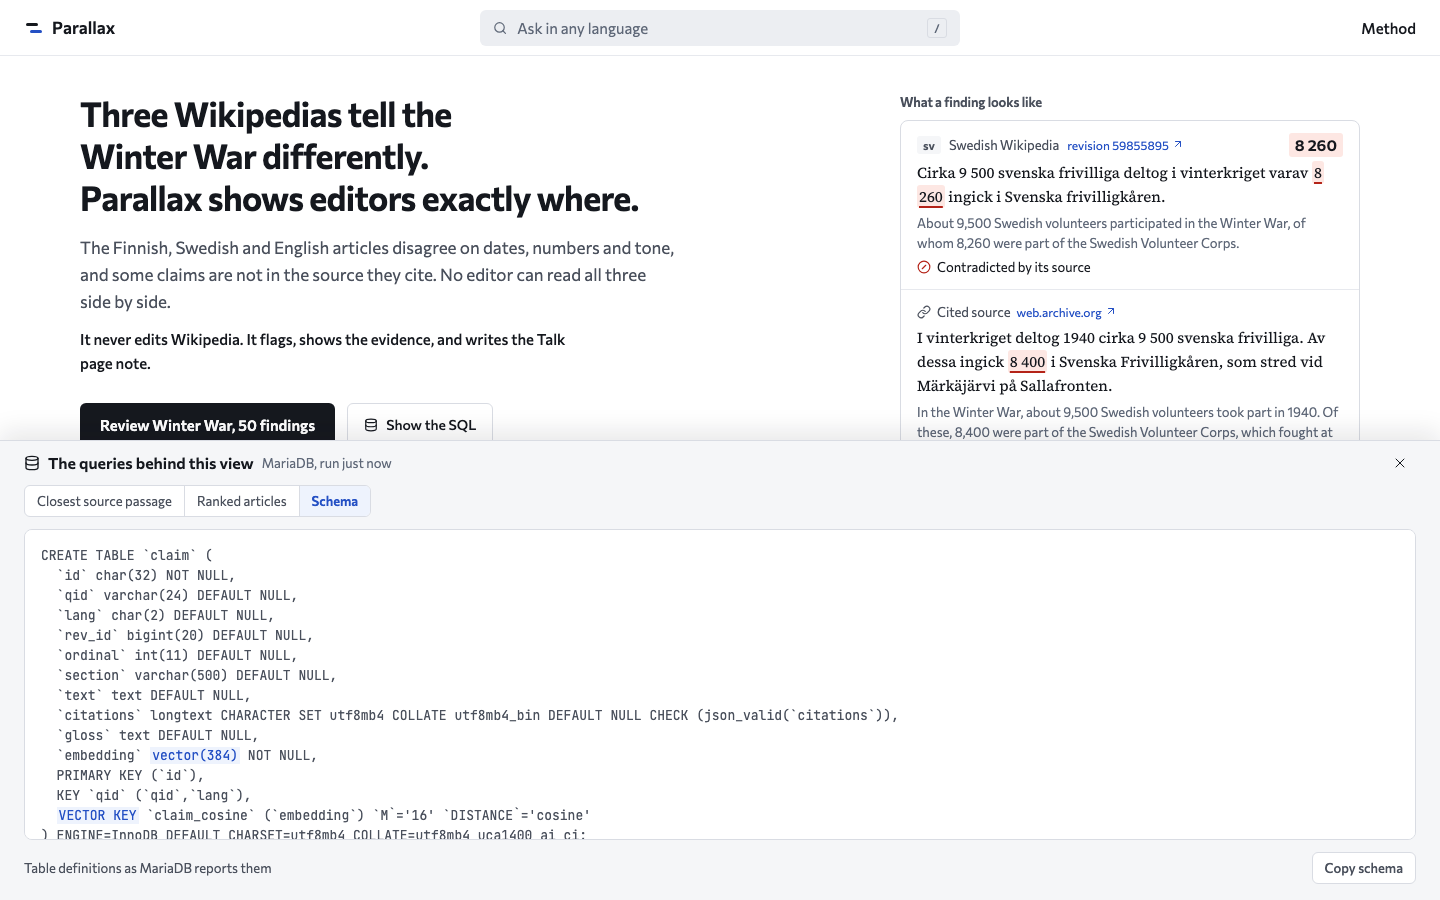 Parallax
Ask in any language
/
Method
Three Wikipedias tell the
Winter War differently.
Parallax shows editors exactly where.
The Finnish, Swedish and English articles disagree on dates, numbers and tone,
and some claims are not in the source they cite. No editor can read all three
side by side.
It never edits Wikipedia. It flags, shows the evidence, and writes the Talk
page note.
Review Winter War, 50 findings
Show the SQL
What a finding looks like
sv Swedish Wikipedia revision 59855895 8 260
Cirka 9 500 svenska frivilliga deltog i vinterkriget varav 8
260 ingick i Svenska frivilligkåren.
About 9,500 Swedish volunteers participated in the Winter War, of
whom 8,260 were part of the Swedish Volunteer Corps.
Contradicted by its source
Cited source web.archive.org
I vinterkriget deltog 1940 cirka 9 500 svenska frivilliga. Av
dessa ingick 8 400 i Svenska Frivilligkåren, som stred vid
Märkäjärvi på Sallafronten.
In the Winter War, about 9,500 Swedish volunteers took part in 1940. Of
these, 8,400 were part of the Swedish Volunteer Corps, which fought at
The queries behind this view MariaDB, run just now
Closest source passage
Ranked articles
Schema
CREATE TABLE `claim` (
`id` char(32) NOT NULL,
`qid` varchar(24) DEFAULT NULL,
`lang` char(2) DEFAULT NULL,
`rev_id` bigint(20) DEFAULT NULL,
`ordinal` int(11) DEFAULT NULL,
`section` varchar(500) DEFAULT NULL,
`text` text DEFAULT NULL,
`citations` longtext CHARACTER SET utf8mb4 COLLATE utf8mb4_bin DEFAULT NULL CHECK (json_valid(`citations`)),
`gloss` text DEFAULT NULL,
`embedding` vector(384) NOT NULL,
PRIMARY KEY (`id`),
KEY `qid` (`qid`,`lang`),
VECTOR KEY `claim_cosine` (`embedding`) `M`='16' `DISTANCE`='cosine'
) ENGINE=InnoDB DEFAULT CHARSET=utf8mb4 COLLATE=utf8mb4_uca1400_ai_ci;
Table definitions as MariaDB reports them
Copy schema